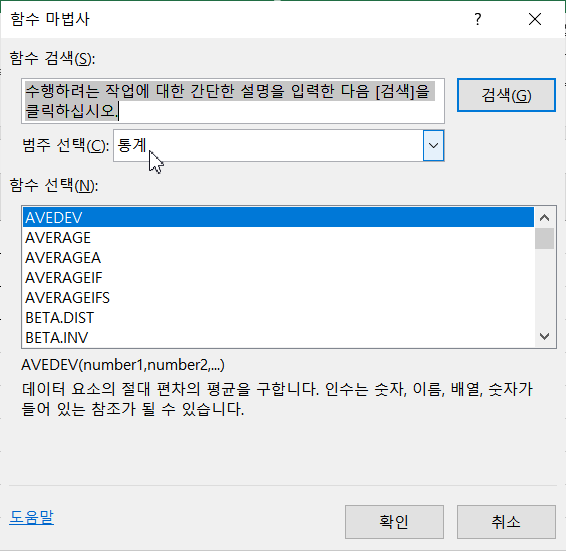 함수 마법사
?
함수 검색(S):
수행하려는 작업에 대한 간단한 설명을 입력한 다음 [검색]을
클릭하십시오.
검색(G)
범주 선택(C): 통계
함수 선택(N):
AVEDEV
AVERAGE
AVERAGEA
AVERAGEIF
AVERAGEIFS
BETA.DIST
BETA.INV
AVEDEV(number1,number2,...)
데이터 요소의 절대 편차의 평균을 구합니다. 인수는 숫자, 이름, 배열, 숫자가
들어 있는 참조가 될 수 있습니다.
도움말
확인
취소